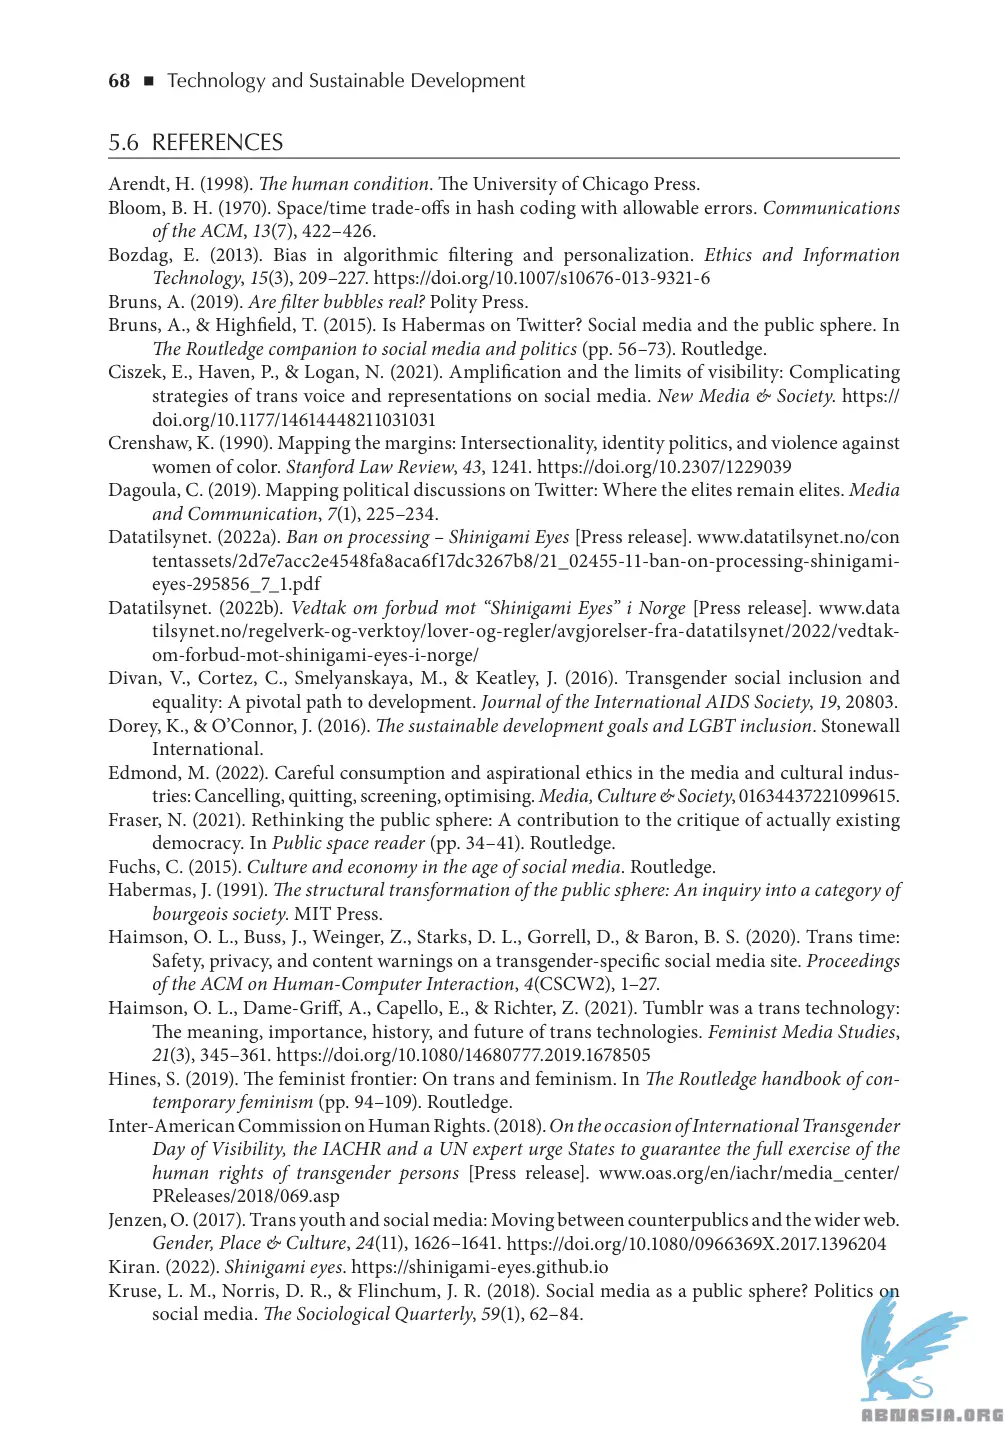 68 ■ Technology and Sustainable Development
5.6 REFERENCES
Arendt, H. (1998). The human condition. The University of Chicago Press.
Bloom, B. H. (1970). Space/time trade-offs in hash coding with allowable errors. Communications
of the ACM, 13(7), 422–426.
Bozdag, E. (2013). Bias in algorithmic filtering and personalization. Ethics and Information
Technology, 15(3), 209–227. https://doi.org/10.1007/s10676-013-9321-6
Bruns, A. (2019). Are filter bubbles real? Polity Press.
Bruns, A., & Highfield, T. (2015). Is Habermas on Twitter? Social media and the public sphere. In
The Routledge companion to social media and politics (pp. 56–73). Routledge.
Ciszek, E., Haven, P., & Logan, N. (2021). Amplification and the limits of visibility: Complicating
strategies of trans voice and representations on social media. New Media & Society. https://
doi.org/10.1177/14614448211031031
Crenshaw, K. (1990). Mapping the margins: Intersectionality, identity politics, and violence against
women of color. Stanford Law Review, 43, 1241. https://doi.org/10.2307/1229039
Dagoula, C. (2019). Mapping political discussions on Twitter: Where the elites remain elites. Media
and Communication, 7(1), 225–234.
Datatilsynet. (2022a). Ban on processing – Shinigami Eyes [Press release]. www.datatilsynet.no/con
tentassets/2d7e7acc2e4548fa8aca6f17dc3267b8/21_02455-11-ban-on-processing-shinigami-
eyes-295856_7_1.pdf
Datatilsynet. (2022b). Vedtak om forbud mot “Shinigami Eyes” i Norge [Press release]. www.data
tilsynet.no/regelverk-og-verktoy/lover-og-regler/avgjorelser-fra-datatilsynet/2022/vedtak-
om-forbud-mot-shinigami-eyes-i-norge/
Divan, V., Cortez, C., Smelyanskaya, M., & Keatley, J. (2016). Transgender social inclusion and
equality: A pivotal path to development. Journal of the International AIDS Society, 19, 20803.
Dorey, K., & O’Connor, J. (2016). The sustainable development goals and LGBT inclusion. Stonewall
International.
Edmond, M. (2022). Careful consumption and aspirational ethics in the media and cultural indus-
tries: Cancelling, quitting, screening, optimising. Media, Culture & Society, 01634437221099615.
Fraser, N. (2021). Rethinking the public sphere: A contribution to the critique of actually existing
democracy. In Public space reader (pp. 34–41). Routledge.
Fuchs, C. (2015). Culture and economy in the age of social media. Routledge.
Habermas, J. (1991). The structural transformation of the public sphere: An inquiry into a category of
bourgeois society. MIT Press.
Haimson, O. L., Buss, J., Weinger, Z., Starks, D. L., Gorrell, D., & Baron, B. S. (2020). Trans time:
Safety, privacy, and content warnings on a transgender-specific social media site. Proceedings
of the ACM on Human-Computer Interaction, 4(CSCW2), 1–27.
Haimson, O. L., Dame-Griff, A., Capello, E., & Richter, Z. (2021). Tumblr was a trans technology:
The meaning, importance, history, and future of trans technologies. Feminist Media Studies,
21(3), 345–361. https://doi.org/10.1080/14680777.2019.1678505
Hines, S. (2019). The feminist frontier: On trans and feminism. In The Routledge handbook of con-
temporary feminism (pp. 94–109). Routledge.
Inter-American Commission on Human Rights. (2018). On the occasion of International Transgender
Day of Visibility, the IACHR and a UN expert urge States to guarantee the full exercise of the
human rights of transgender persons [Press release]. www.oas.org/en/iachr/media_center/
PReleases/2018/069.asp
Jenzen, O. (2017). Trans youth and social media: Moving between counterpublics and the wider web.
Gender, Place & Culture, 24(11), 1626–1641. https://doi.org/10.1080/0966369X.2017.1396204
Kiran. (2022). Shinigami eyes. https://shinigami-eyes.github.io
Kruse, L. M., Norris, D. R., & Flinchum, J. R. (2018). Social media as a public sphere? Politics on
social media. The Sociological Quarterly, 59(1), 62–84.
ABNASIA.ORG